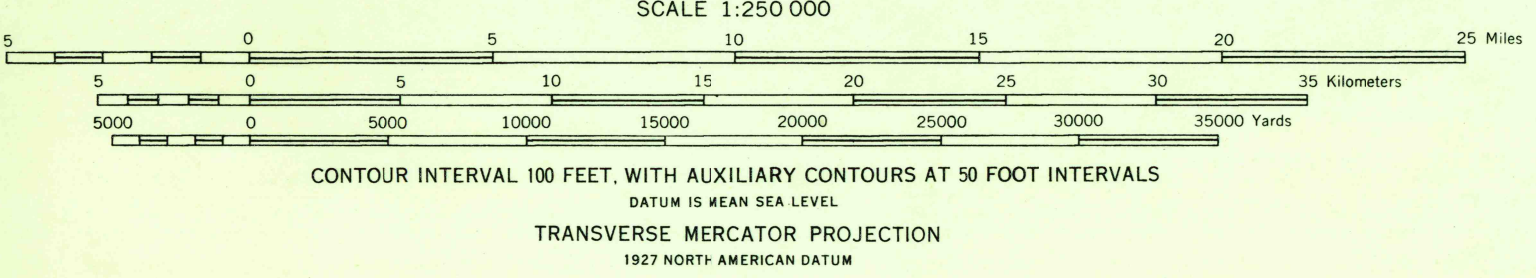 SCALE 1:250 000
5 0 5 10 15 20 25 Miles
5 0 5 10 15 20 25 30 35 Kilometers
5000 0 5000 10000 15000 20000 25000 30000 35000 Yards
CONTOUR INTERVAL 100 FEET, WITH AUXILIARY CONTOURS AT 50 FOOT INTERVALS
DATUM IS MEAN SEA LEVEL
TRANSVERSE MERCATOR PROJECTION
1927 NORTH AMERICAN DATUM